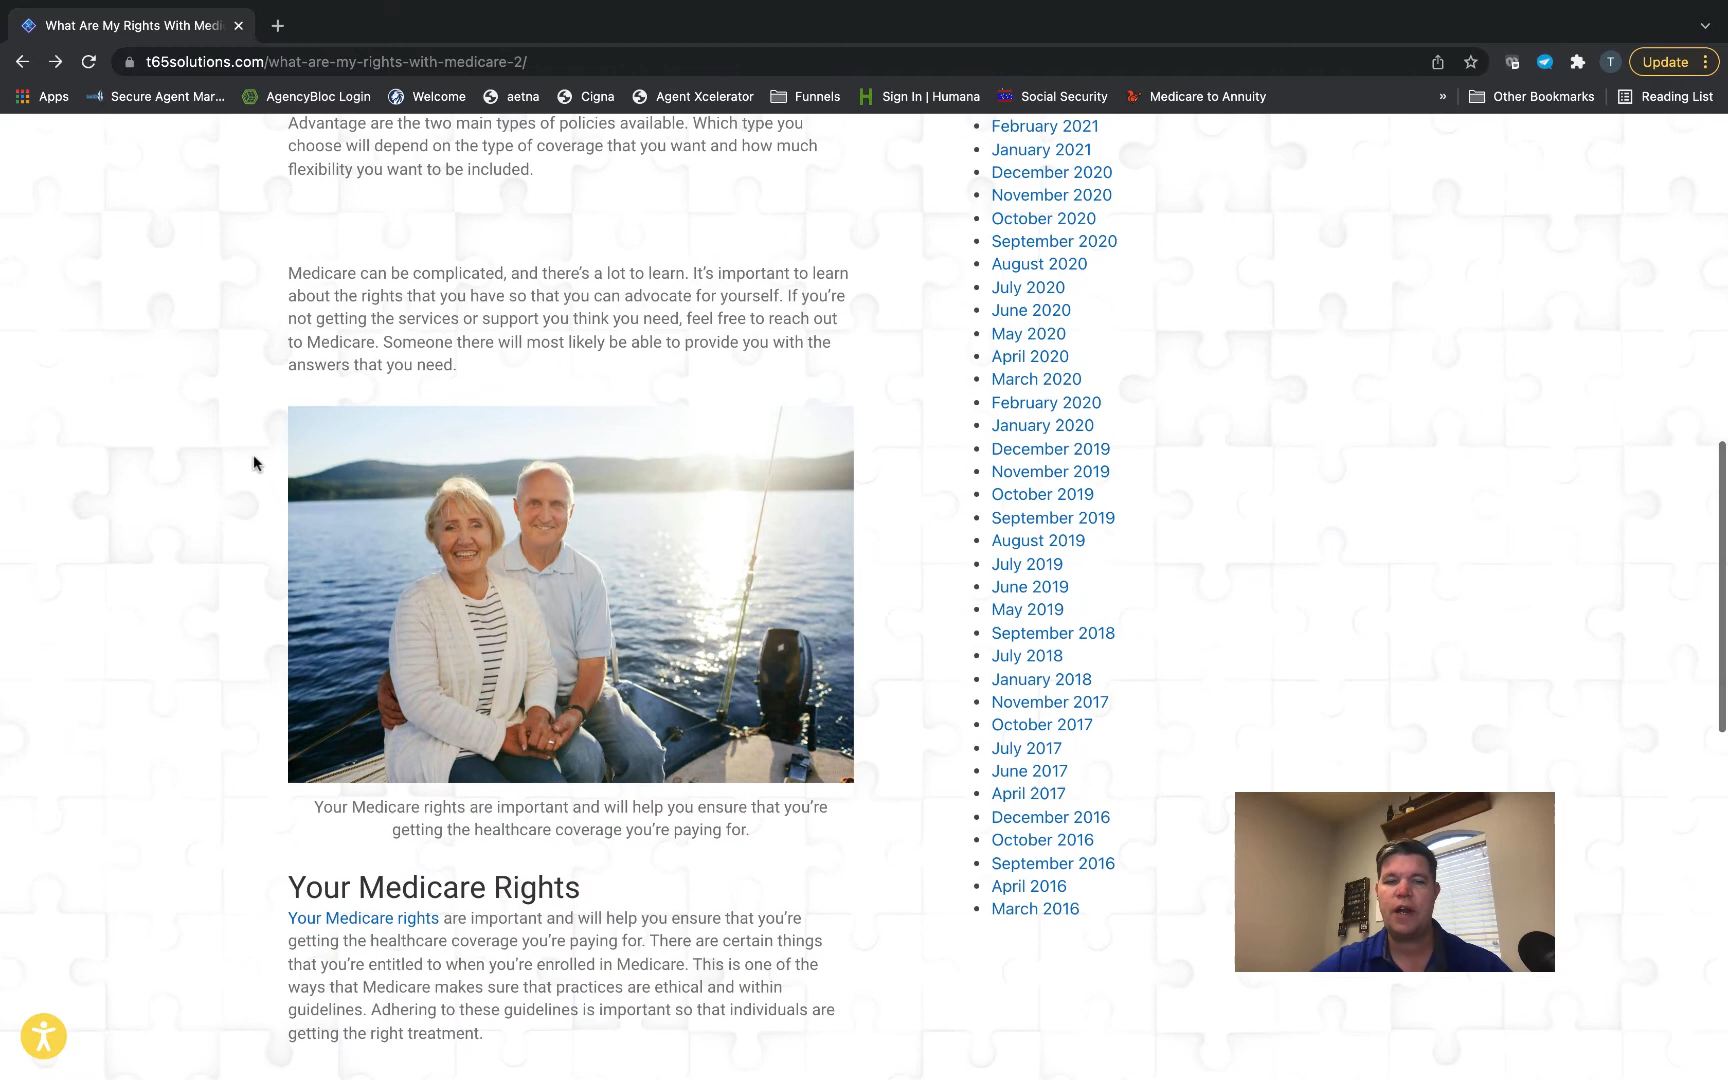 What Are My Rights With Medi
t65solutions.com/what-are-my-rights-with-medicare-2/
T
Update
Apps
Secure Agent Mar...
AgencyBloc Login
Welcome
aetna
Cigna
Agent Xcelerator
Funnels
Sign In | Humana
Social Security
Medicare to Annuity
»
Other Bookmarks
Reading List
Advantage are the two main types of policies available. Which type you
choose will depend on the type of coverage that you want and how much
flexibility you want to be included.
Medicare can be complicated, and there's a lot to learn. It's important to learn
about the rights that you have so that you can advocate for yourself. If you're
not getting the services or support you think you need, feel free to reach out
to Medicare. Someone there will most likely be able to provide you with the
answers that you need.
Your Medicare rights are important and will help you ensure that you're
getting the healthcare coverage you're paying for.
Your Medicare Rights
Your Medicare rights are important and will help you ensure that you're
getting the healthcare coverage you're paying for. There are certain things
that you're entitled to when you're enrolled in Medicare. This is one of the
ways that Medicare makes sure that practices are ethical and within
guidelines. Adhering to these guidelines is important so that individuals are
getting the right treatment.
February 2021
January 2021
December 2020
November 2020
October 2020
September 2020
August 2020
July 2020
June 2020
May 2020
April 2020
March 2020
February 2020
January 2020
December 2019
November 2019
October 2019
September 2019
August 2019
July 2019
June 2019
May 2019
September 2018
July 2018
January 2018
November 2017
October 2017
July 2017
June 2017
April 2017
December 2016
October 2016
September 2016
April 2016
March 2016